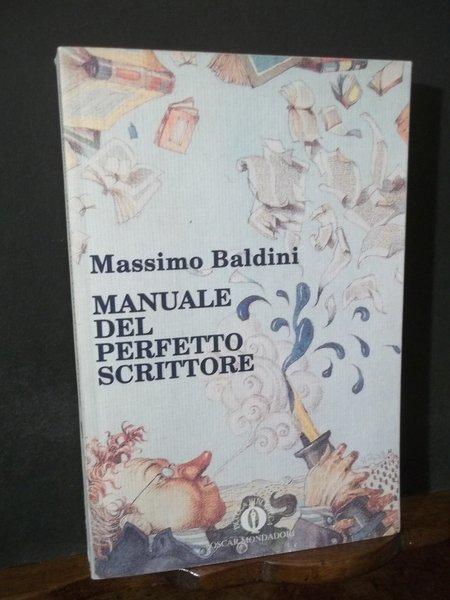 Massimo Baldini
MANUALE
DEL
PERFETTO
SCRITTORE
OSCAR MONDADORI